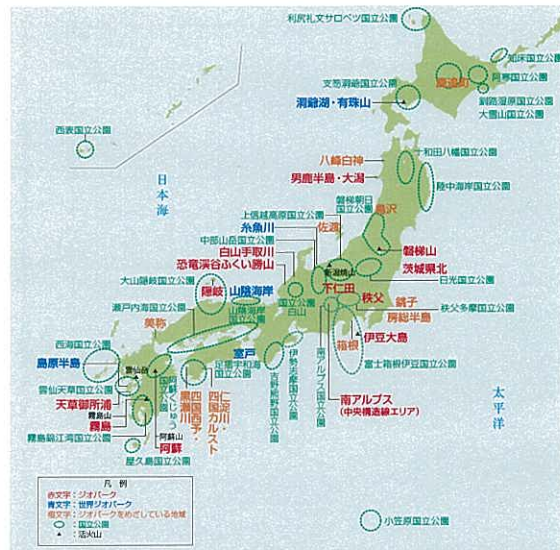 利尻礼文サロベツ国立公園
知床国立公園
支笏洞爺国立公園
鹿追町
阿寒国立公園
洞爺湖・有珠山
釧路湿原国立公園
大雪山国立公園
西表国立公園
日本海
十和田八幡国立公園
八峰白神
男鹿半島・大潟
陸中海岸国立公園
磐梯朝日
国立公園
上信越高原国立公園
佐渡
糸魚川
中部山岳国立公園
白山手取川
恐竜渓谷ふくい勝山
新潟焼山
磐梯山
茨城県北
日光国立公園
大山隠岐国立公園
隠岐
山陰海岸
国立公園
白山
下仁田
秩父
銚子
秩父多摩国立公園
房総半島
瀬戸内海国立公園
山陰海岸
国立公園
美祢
伊豆大島
箱根
富士箱根伊豆国立公園
西海国立公園
島原半島
雲仙岳
室戸
足摺宇和海
国立公園
伊勢志摩国立公園
吉野熊野国立公園
南アルプス国立公園
南アルプス
(中央構造線エリア)
太平洋
雲仙天草国立公園
天草御所浦
霧島山
霧島
霧島錦江湾国立公園
屋久島国立公園
阿蘇くじゅう
国立公園
阿蘇山
阿蘇
四国西予・
黒瀬川
仁淀川・
四国カルスト
小笠原国立公園
凡例
赤文字:ジオパーク
青文字:世界ジオパーク
橙文字:ジオパークをめざしている地域
:国立公園
:活火山